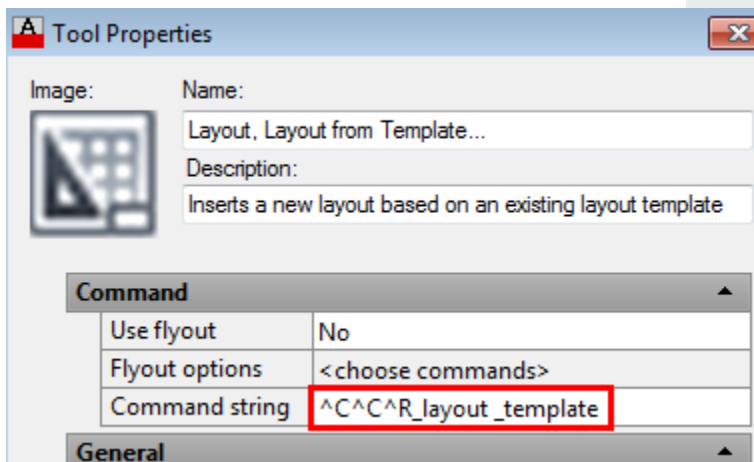 A Tool Properties
Image:
Name:
Layout, Layout from Template...
Description:
Inserts a new layout based on an existing layout template
Command
Use flyout No
Flyout options <choose commands>
Command string ^C^C^R_layout _template
General